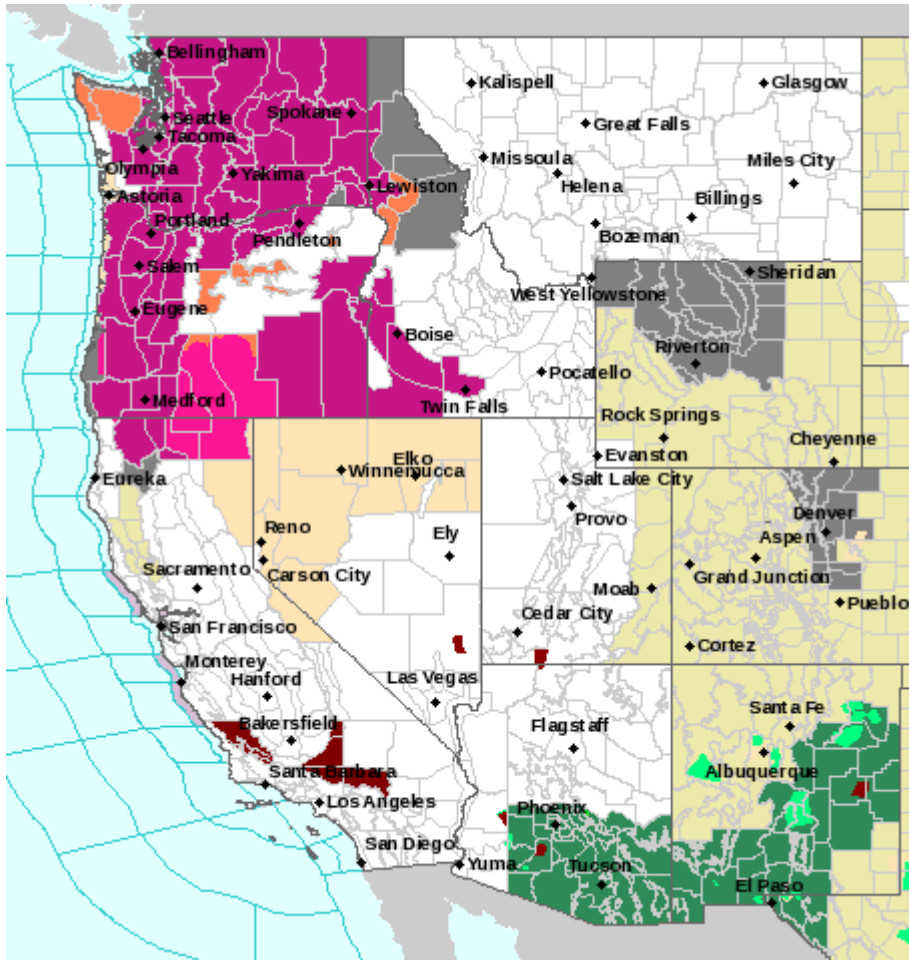 Bellingham
Kalispell
Glasgow
Spokane
Seattle
Great Falls
Tacoma
Missoula
Miles City
Olympia
Yakima
Lewiston
Helena
Astoria
Billings
Portland
Pendleton
Bozeman
Salem
Sheridan
West Yellowstone
Eugene
Boise
Riverton
Pocatello
Medford
Twin Falls
Rock Springs
Cheyenne
Elko
Evanston
Eureka
Winnemucca
Salt Lake City
Provo
Denver
Reno
Ely
Aspen
Sacramento
Carson City
Grand Junction
Moab
Pueblo
San Francisco
Cedar City
Cortez
Monterey
Hanford
Las Vegas
Santa Fe
Bakersfield
Flagstaff
Albuquerque
Santa Barbara
Los Angeles
Phoenix
San Diego
Yuma
Tucson
El Paso